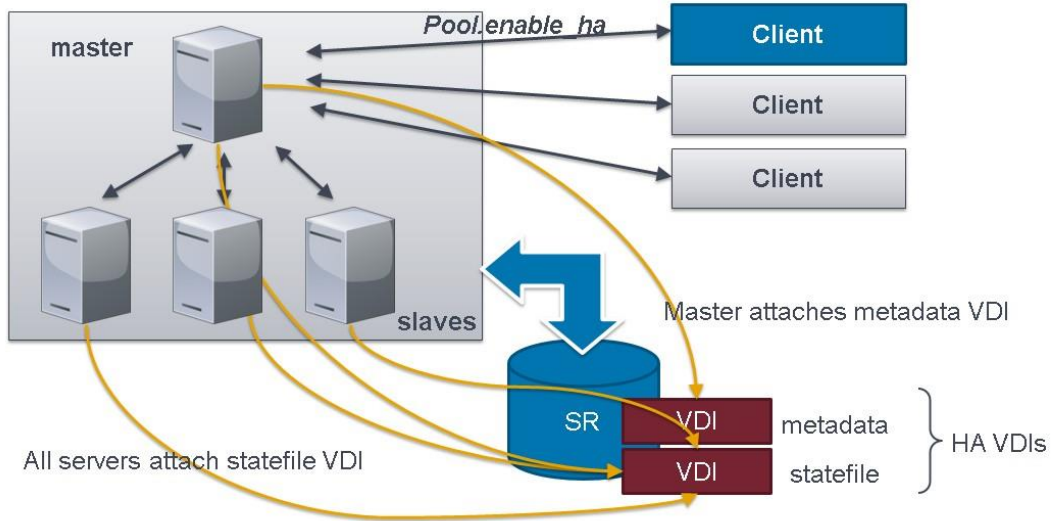 master
Pool.enable_ha
Client
Client
Client
slaves
Master attaches metadata VDI
SR
VDI
metadata
HA VDIs
All servers attach statefile VDI
VDI
statefile